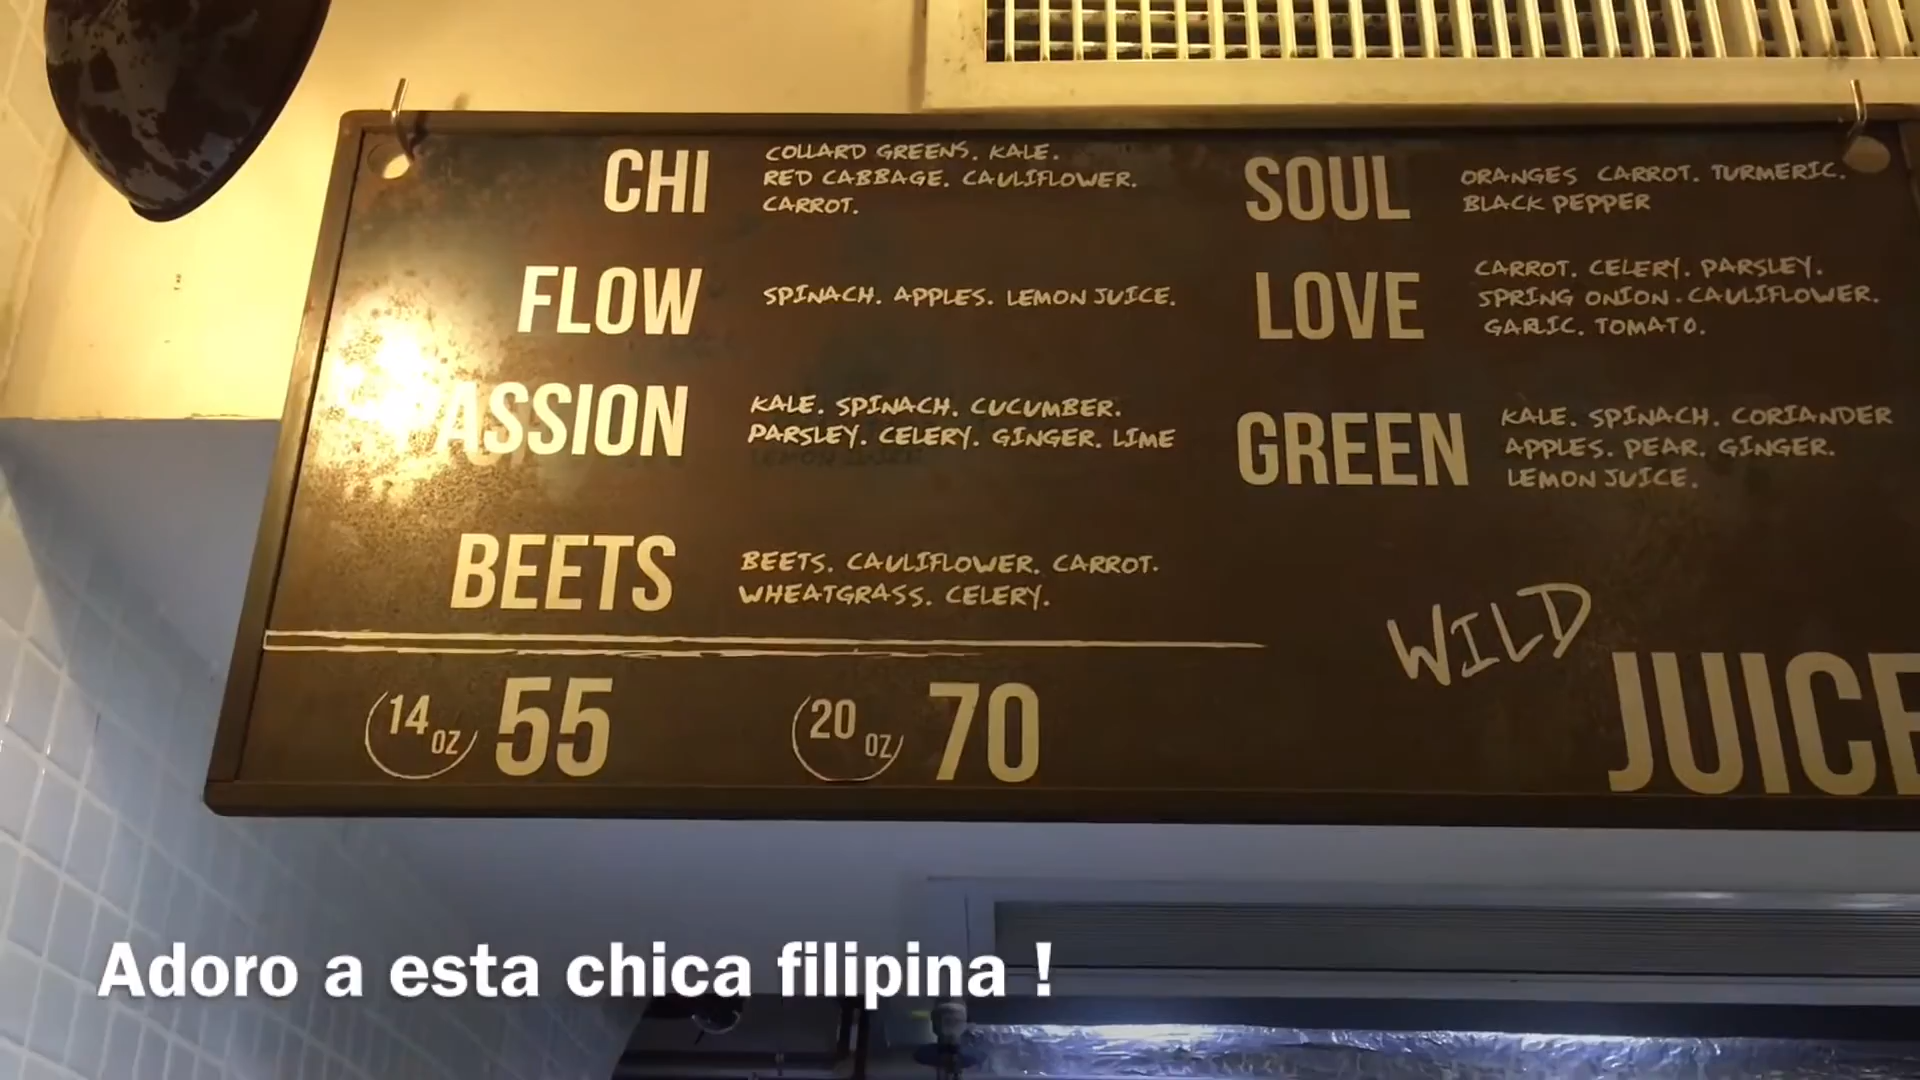 CHI
COLLARD GREENS. KALE.
RED CABBAGE. CAULIFLOWER.
CARROT.
FLOW
SPINACH. APPLES. LEMON JUICE.
PASSION
KALE. SPINACH. CUCUMBER.
PARSLEY. CELERY. GINGER. LIME
BEETS
BEETS. CAULIFLOWER. CARROT.
WHEATGRASS. CELERY.
SOUL
ORANGES CARROT. TURMERIC.
BLACK PEPPER
LOVE
CARROT. CELERY. PARSLEY.
SPRING ONION. CAULIFLOWER.
GARLIC. TOMATO.
GREEN
KALE. SPINACH. CORIANDER
APPLES. PEAR. GINGER.
LEMON JUICE.
14 OZ 55
20 OZ 70
WILD
JUICE
Adoro a esta chica filipina !